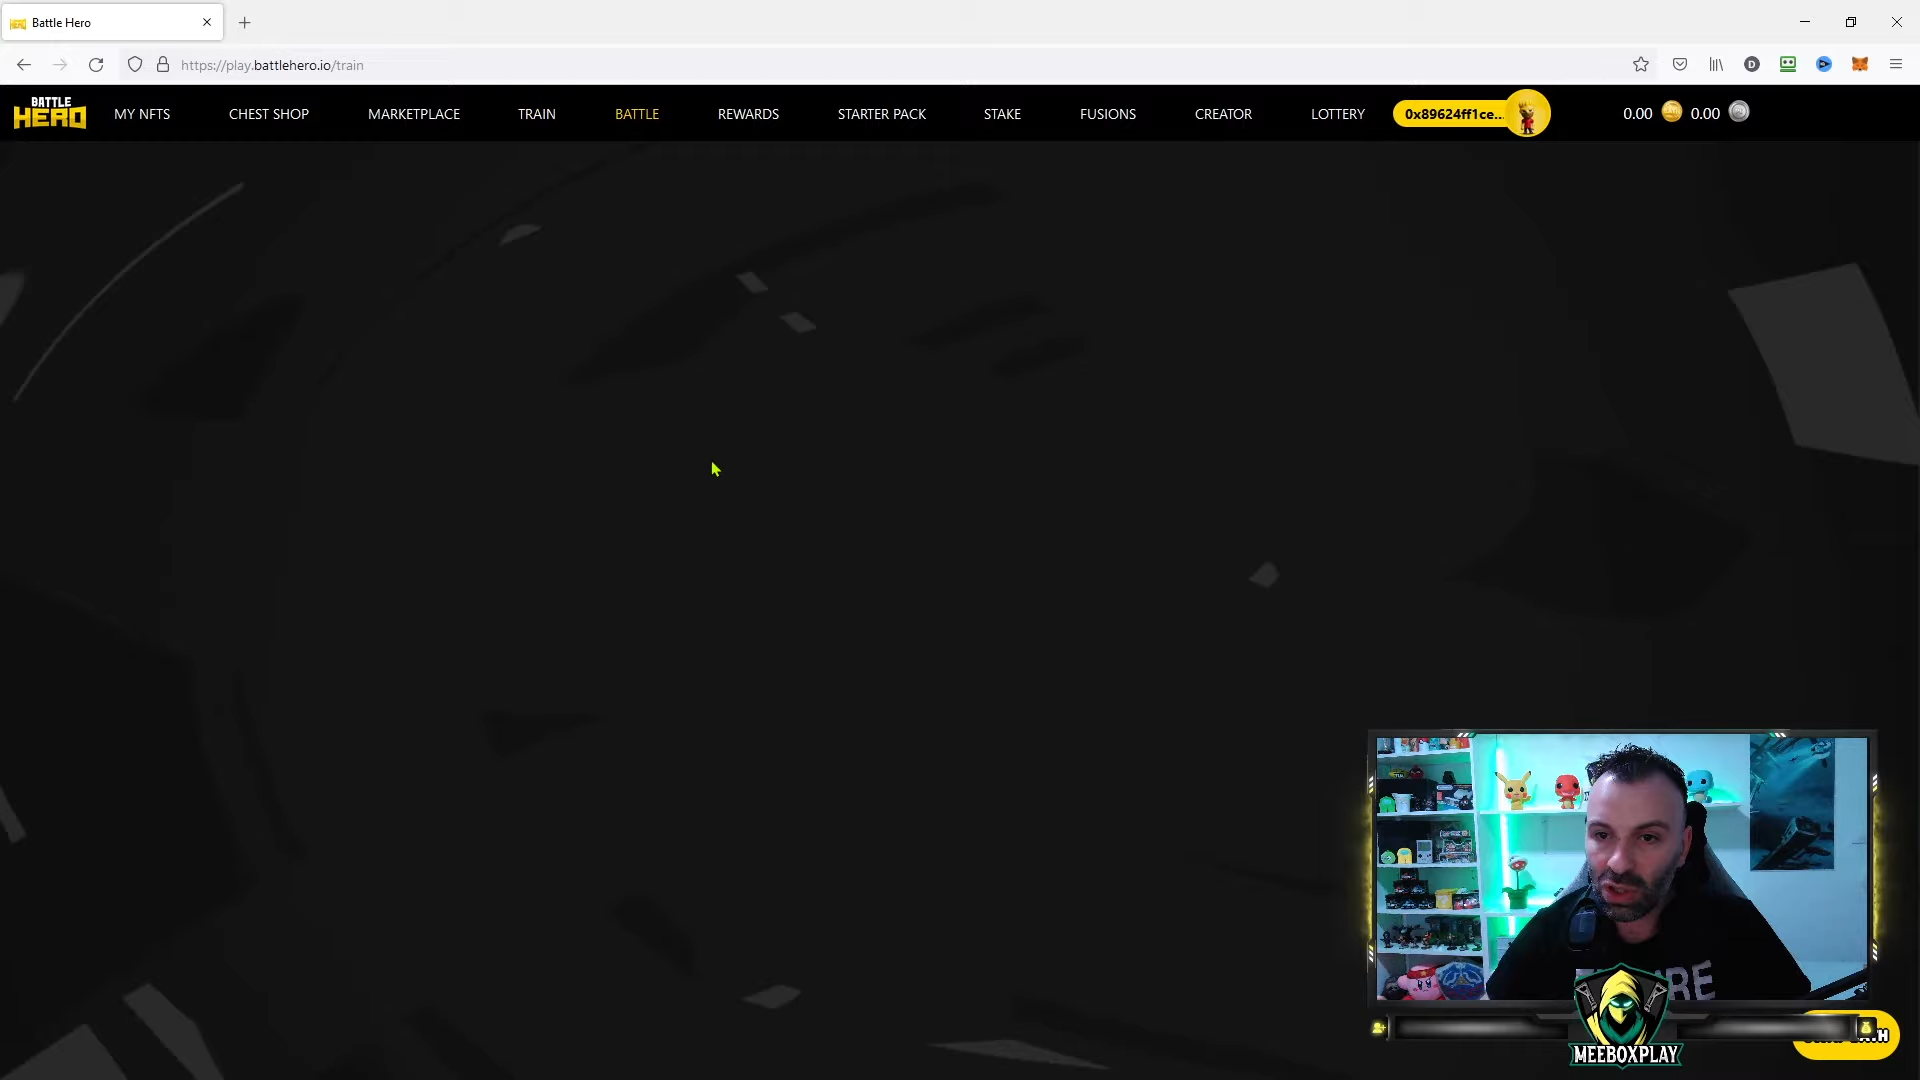 Battle Hero
https://play.battlehero.io/train
BATTLE
HERO
MY NFTS
CHEST SHOP
MARKETPLACE
TRAIN
BATTLE
REWARDS
STARTER PACK
STAKE
FUSIONS
CREATOR
LOTTERY
0x89624ff1ce...
0.00
0.00
MEEBOXPLAY